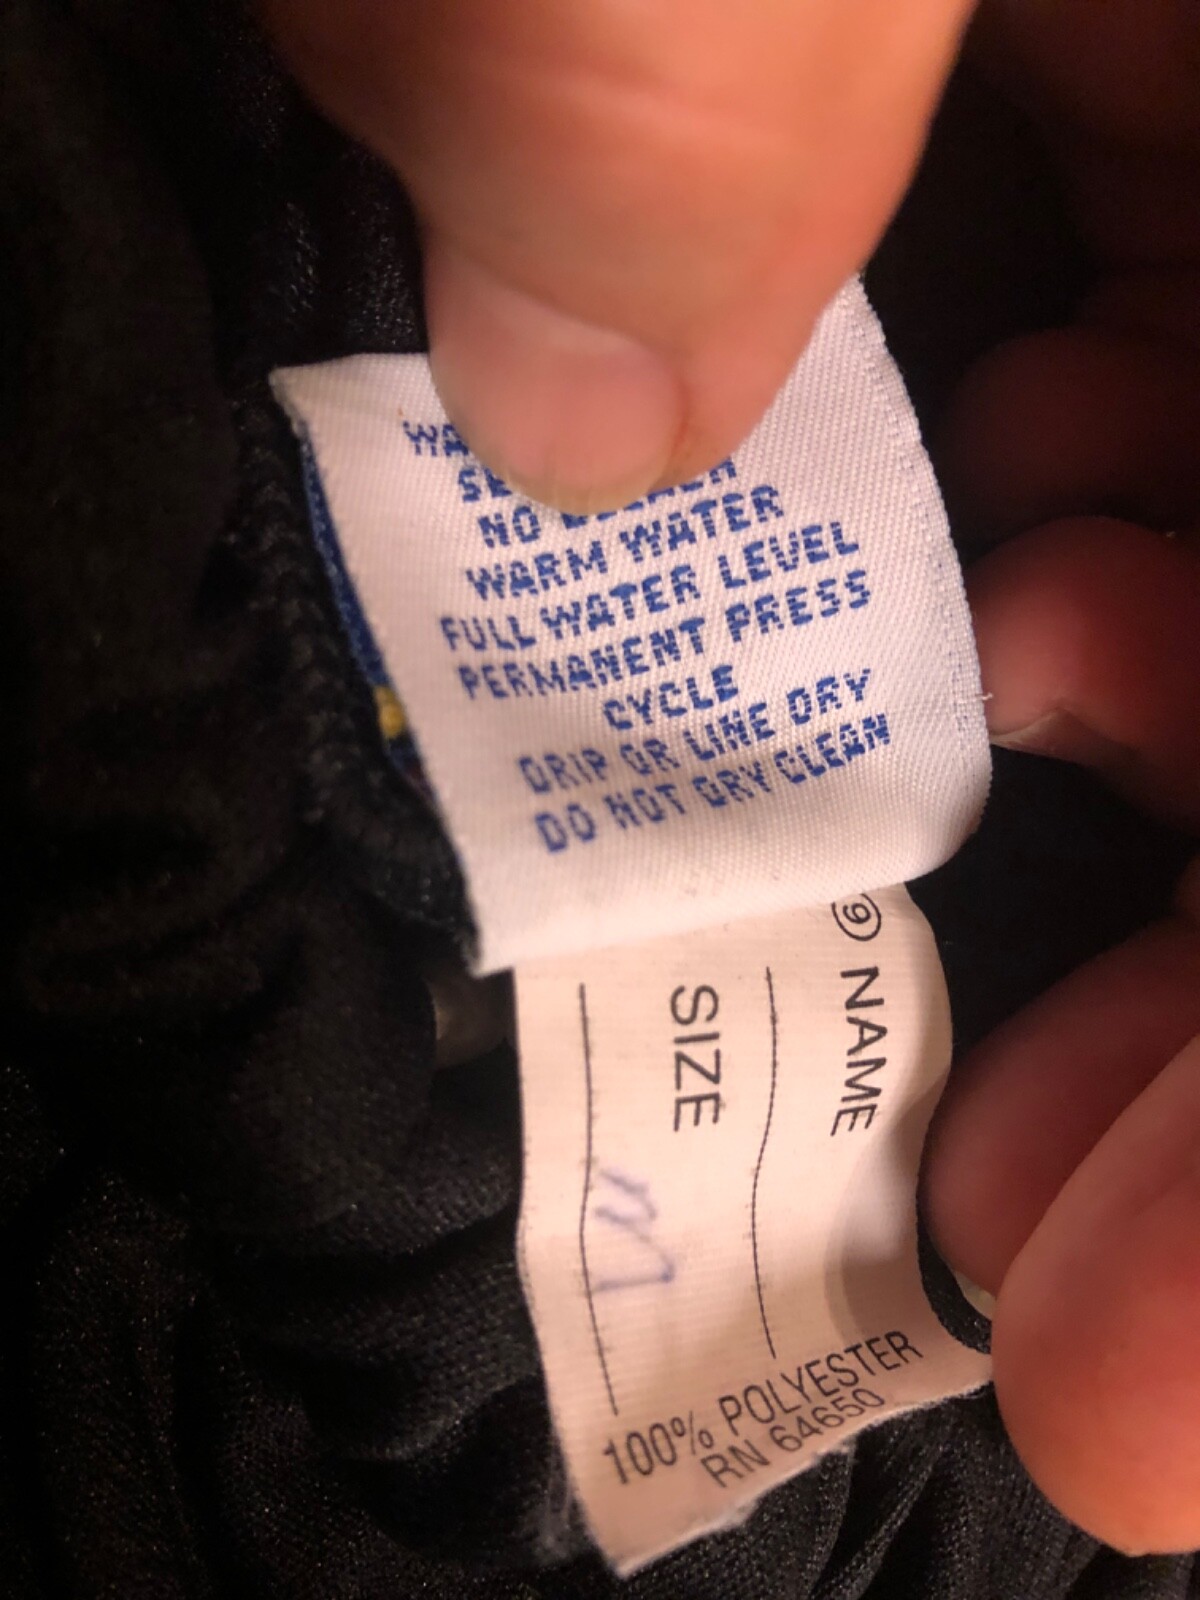 NO
WARM WATER
FULL WATER LEVEL
PERMANENT PRESS
CYCLE
DRIP OR LINE DRY
DO NOT DRY CLEAN
9 NAME
SIZE
100% POLYESTER
RN 64650